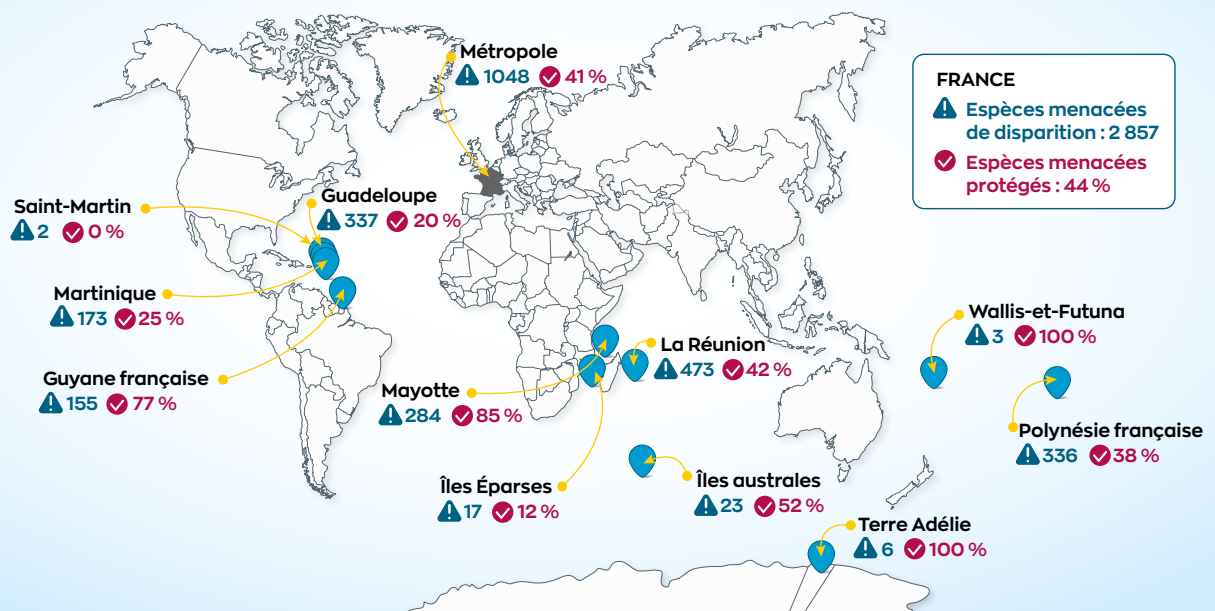 Métropole
1048 41 %
FRANCE
Espèces menacées
de disparition : 2 857
Espèces menacées
protégés : 44 %
Saint-Martin
2 0 %
Guadeloupe
337 20 %
Martinique
173 25 %
Guyane française
155 77 %
Mayotte
284 85 %
La Réunion
473 42 %
Wallis-et-Futuna
3 100 %
Polynésie française
336 38 %
Îles Éparses
17 12 %
Îles australes
23 52 %
Terre Adélie
6 100 %